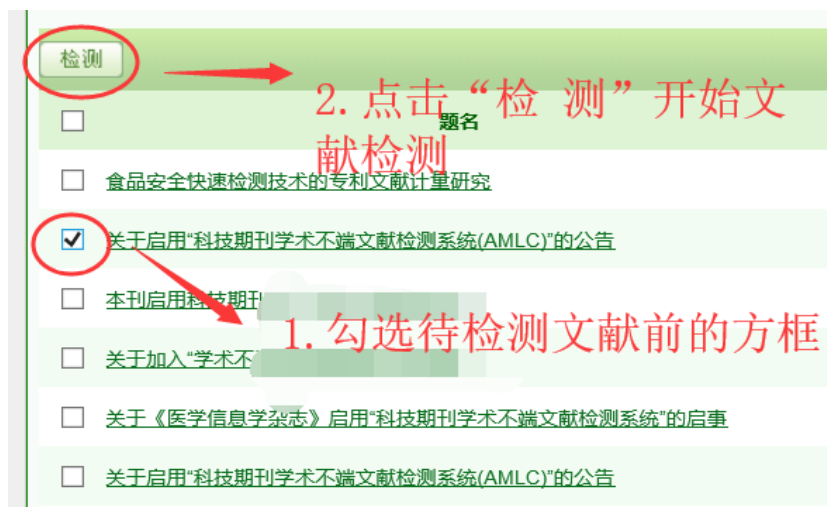 检测
2. 点击“检 测”开始文
献检测
题名
食品安全快速检测技术的专利文献计量研究
关于启用“科技期刊学术不端文献检测系统(AMLC)”的公告
本刊启用科技期刊
1. 勾选待检测文献前的方框
关于加入“学术不
关于《医学信息学杂志》启用“科技期刊学术不端文献检测系统”的启事
关于启用“科技期刊学术不端文献检测系统(AMLC)”的公告